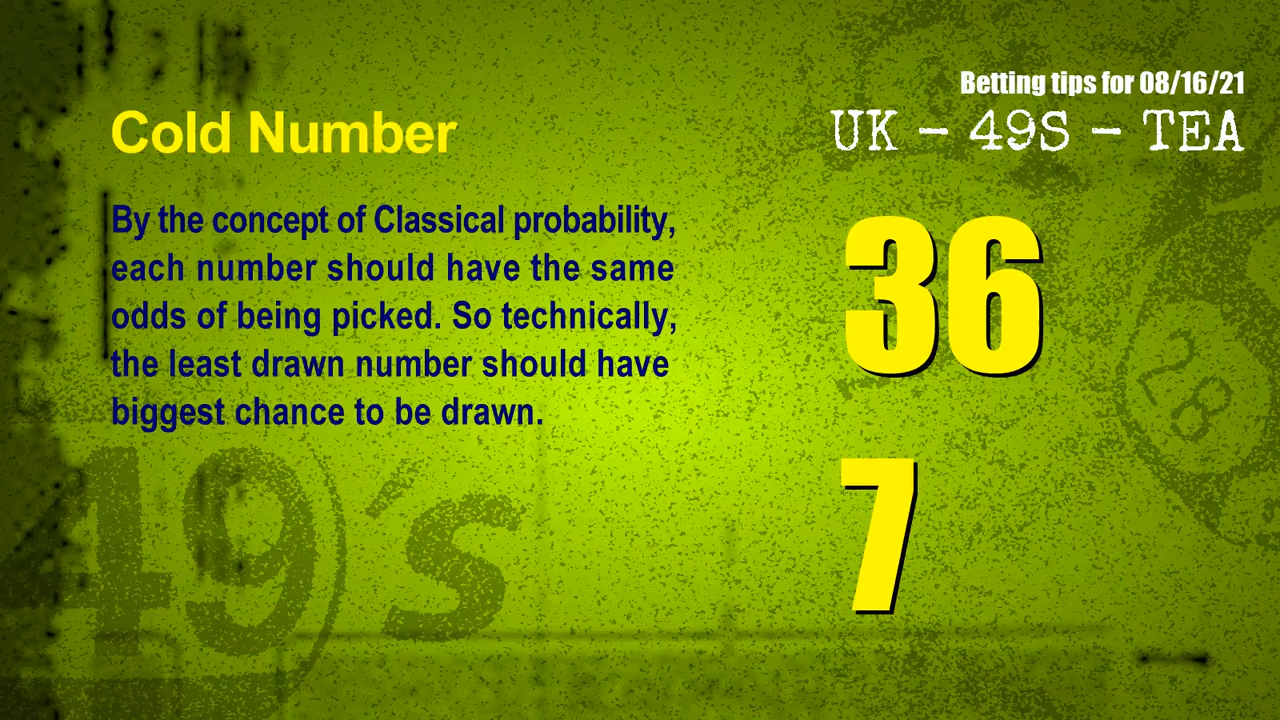 Betting tips for 08/16/21
Cold Number
UK - 49S - TEA
By the concept of Classical probability,
each number should have the same
odds of being picked. So technically,
the least drawn number should have
biggest chance to be drawn.
36
7
28
49's